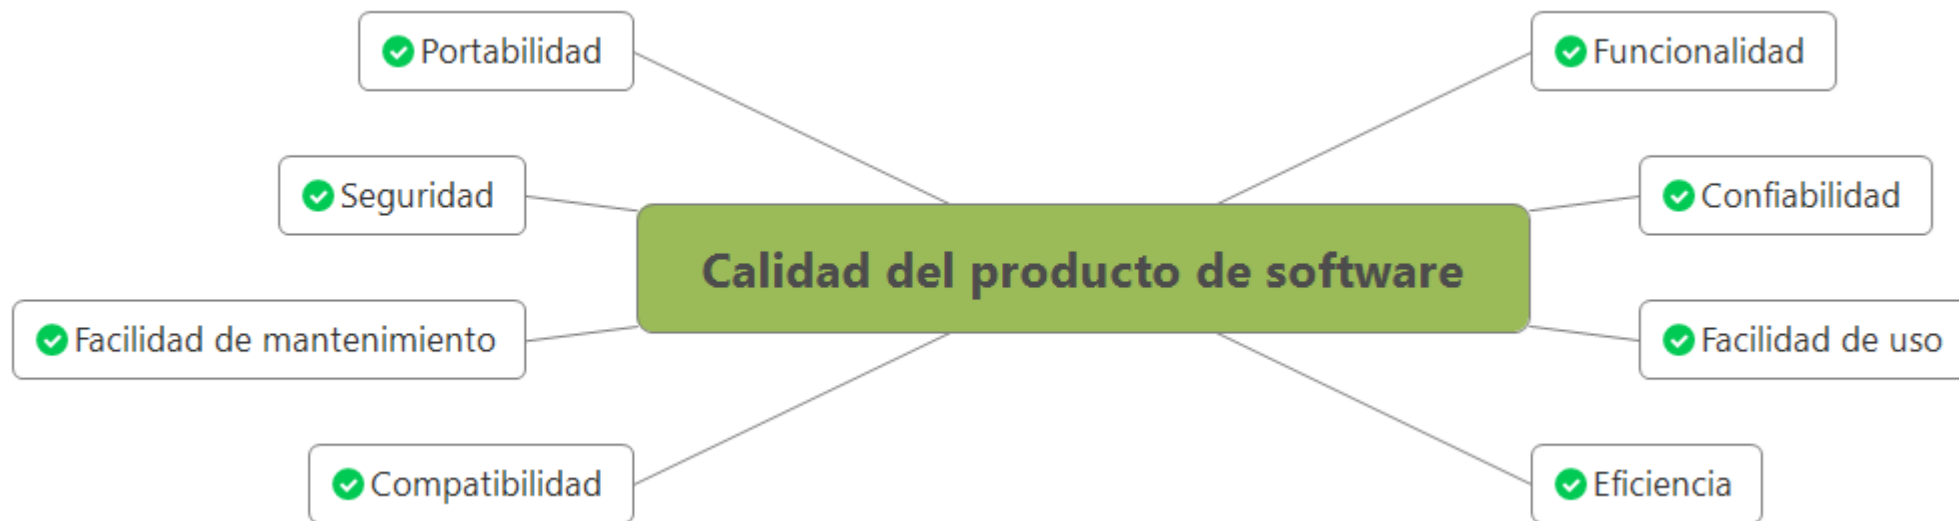 Portabilidad
Funcionalidad
Seguridad
Confiabilidad
Calidad del producto de software
Facilidad de mantenimiento
Facilidad de uso
Compatibilidad
Eficiencia